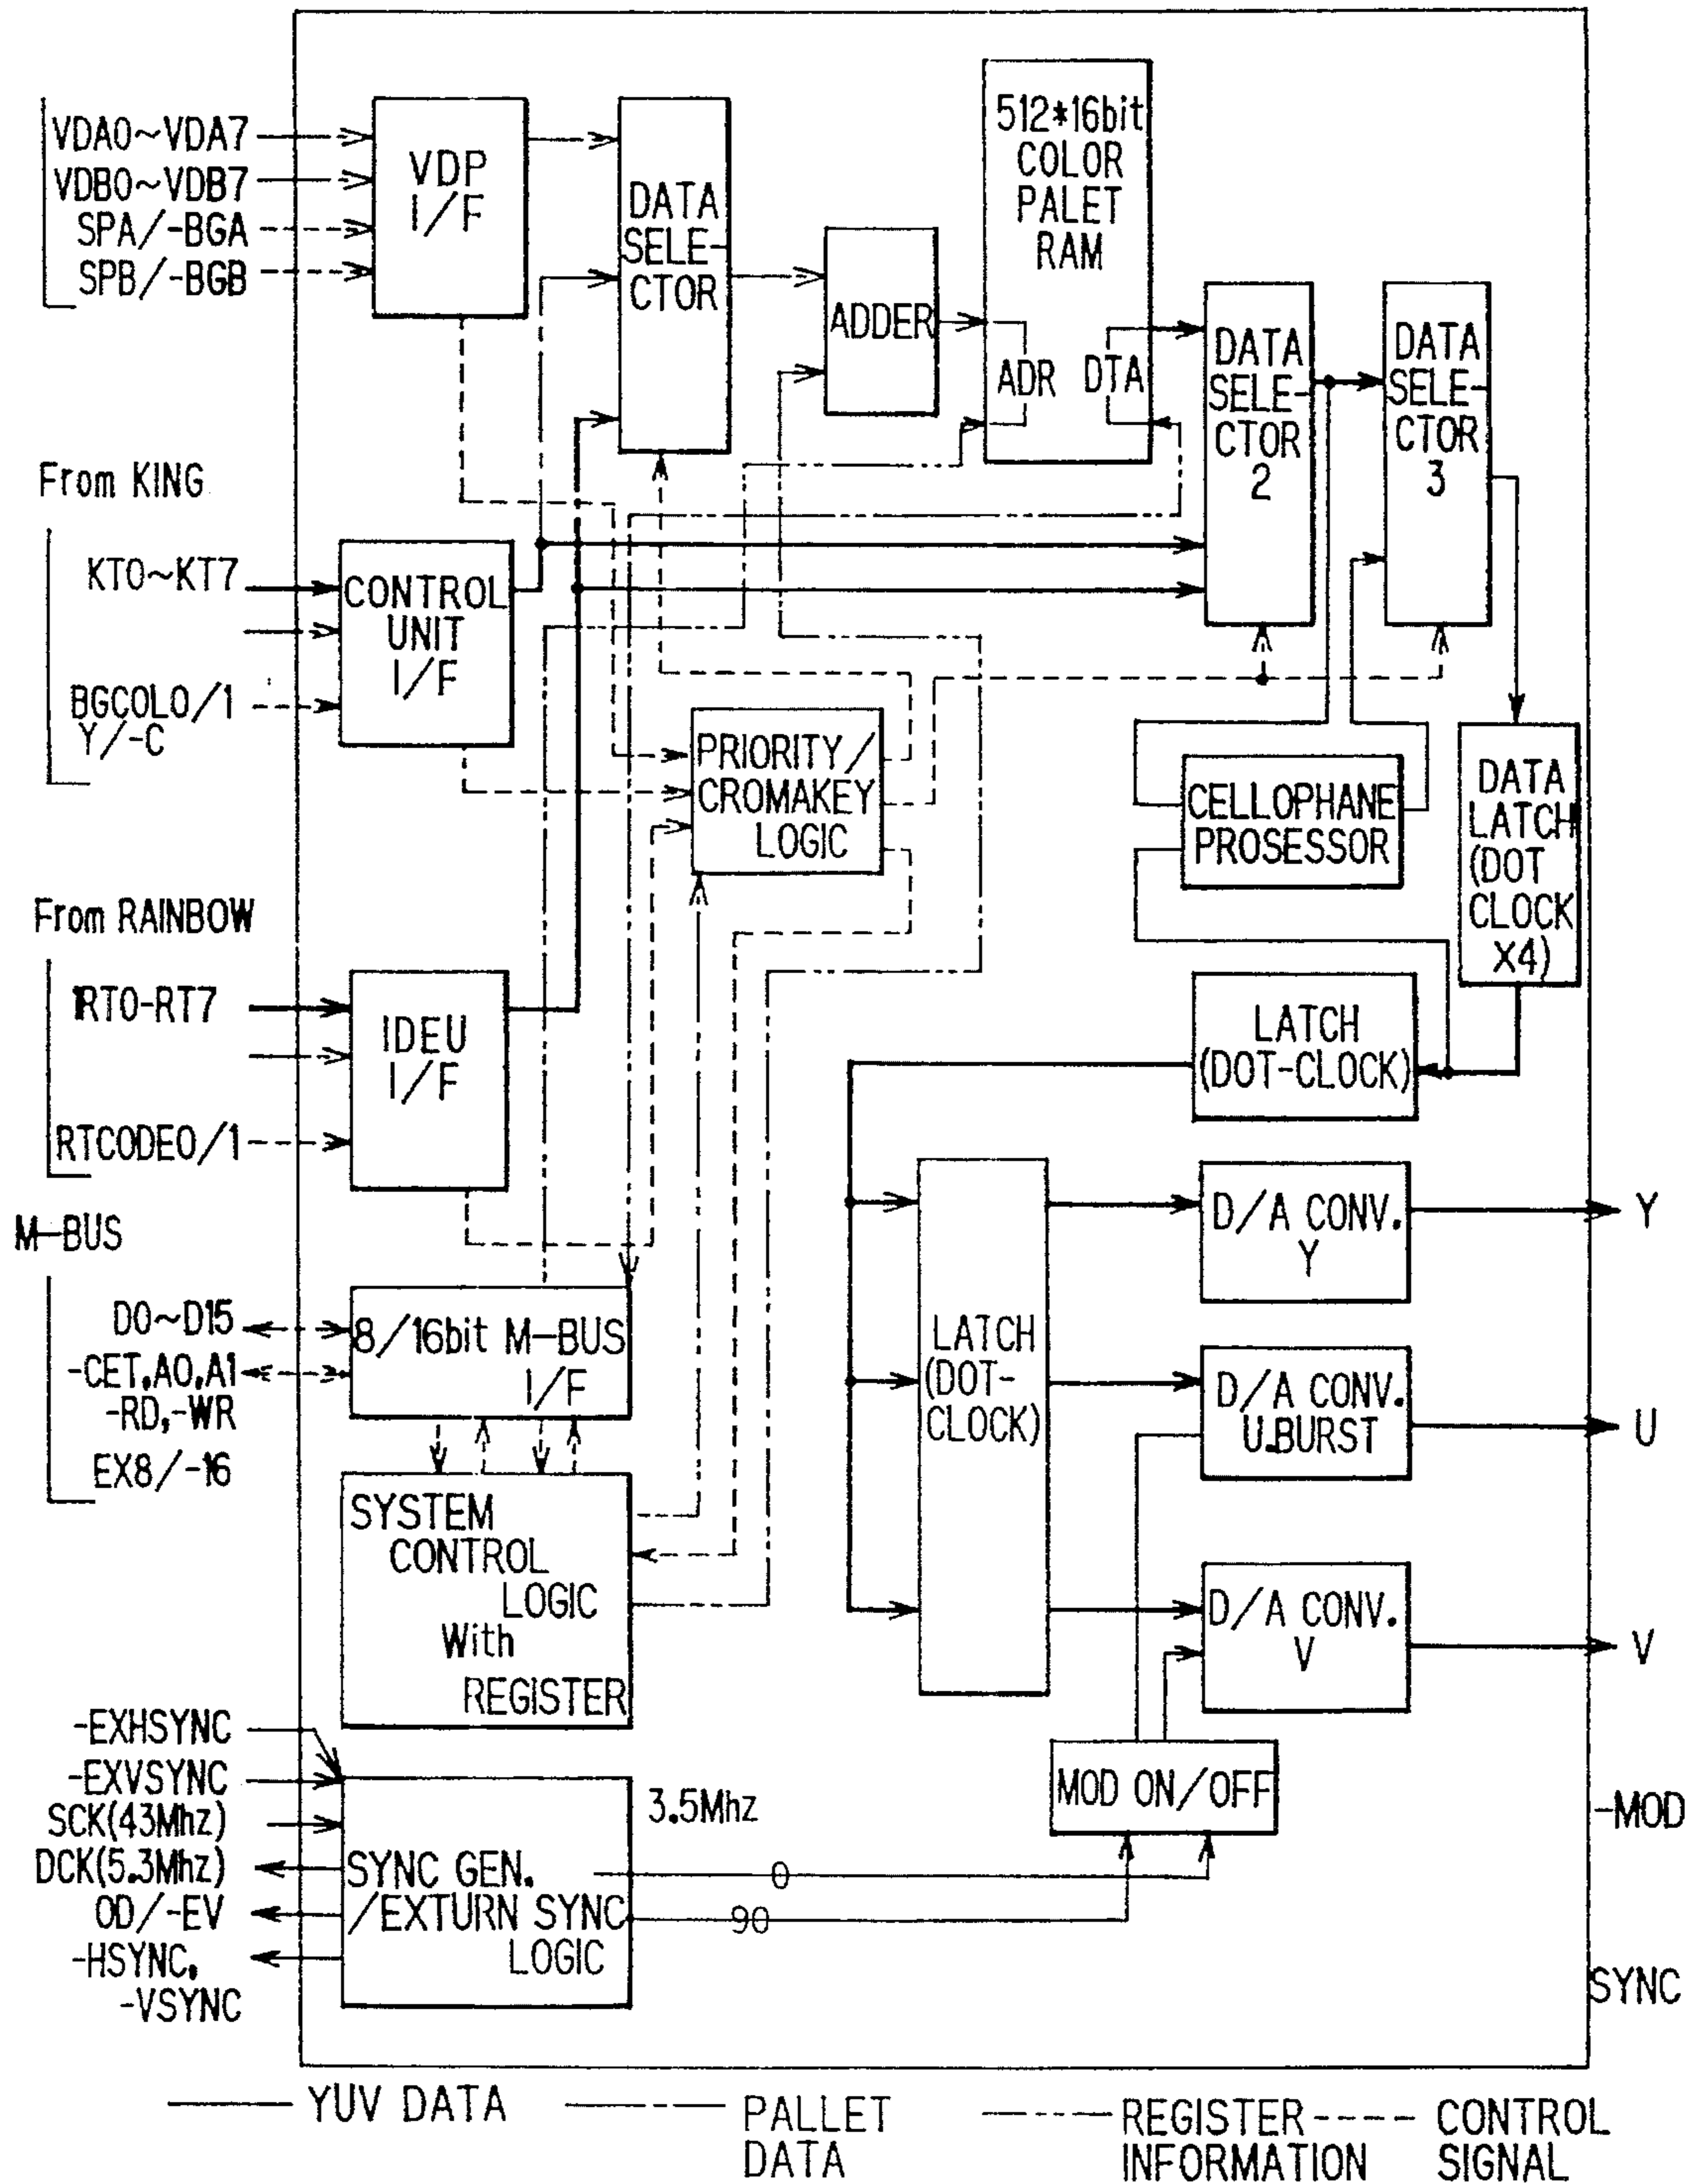 VDA0~VDA7
VDB0~VDB7
SPA/-BGA
SPB/-BGB
VDP
I/F
DATA
SELE-
CTOR
ADDER
512*16bit
COLOR
PALET
RAM
ADR DTA
DATA
SELE-
CTOR
2
DATA
SELE-
CTOR
3
From KING
KT0~KT7
BGCOL0/1
Y/-C
CONTROL
UNIT
I/F
PRIORITY/
CROMAKEY
LOGIC
CELLOPHANE
PROSESSOR
DATA
LATCH
(DOT
CLOCK
X4)
From RAINBOW
1RT0-RT7
RTCODE0/1
IDEU
I/F
LATCH
(DOT-CLOCK)
M-BUS
D0~D15
-CET.A0.A1
-RD,-WR
EX8/-16
8/16bit M-BUS
I/F
SYSTEM
CONTROL
LOGIC
With
REGISTER
LATCH
(DOT-
CLOCK)
D/A CONV.
Y
Y
D/A CONV.
U.BURST
U
D/A CONV.
V
V
-EXHSYNC
-EXVSYNC
SCK(43Mhz)
DCK(5.3Mhz)
OD/-EV
-HSYNC.
-VSYNC
SYNC GEN.
/EXTURN SYNC
LOGIC
3.5Mhz
0
90
MOD ON/OFF
-MOD
SYNC
YUV DATA
PALLET
DATA
REGISTER
INFORMATION
CONTROL
SIGNAL